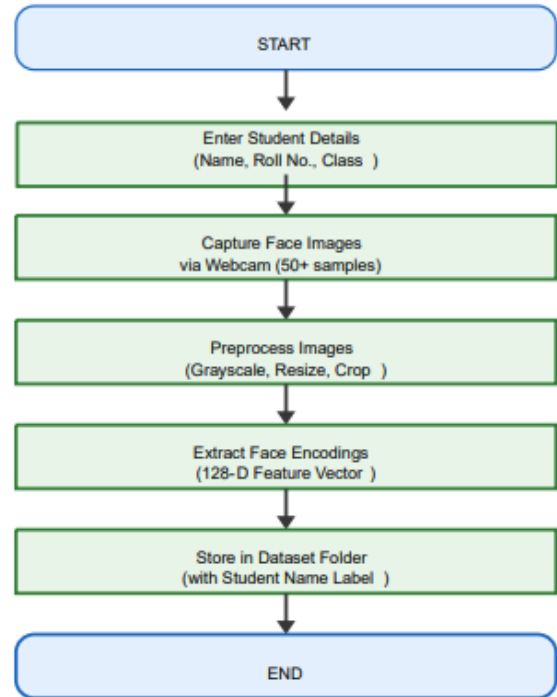 START
Enter Student Details
(Name, Roll No., Class )
Capture Face Images
via Webcam (50+ samples)
Preprocess Images
(Grayscale, Resize, Crop )
Extract Face Encodings
(128-D Feature Vector )
Store in Dataset Folder
(with Student Name Label )
END